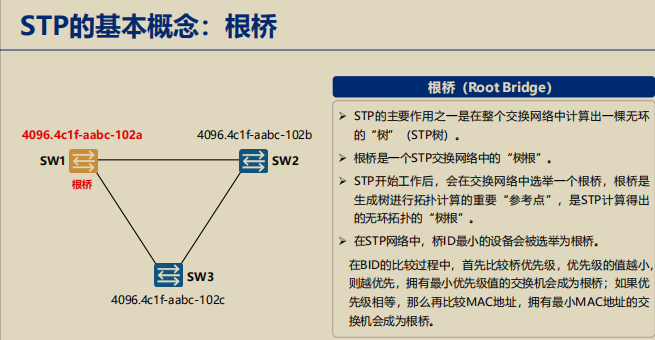 STP的基本概念：根桥
4096.4c1f-aabc-102a
4096.4c1f-aabc-102b
SW1
SW2
根桥
SW3
4096.4c1f-aabc-102c
根桥（Root Bridge）
➢ STP的主要作用之一是在整个交换网络中计算出一棵无环
的“树”（STP树）。
➢ 根桥是一个STP交换网络中的“树根”。
➢ STP开始工作后，会在交换网络中选举一个根桥，根桥是
生成树进行拓扑计算的重要“参考点”，是STP计算得出
的无环拓扑的“树根”。
➢ 在STP网络中，桥ID最小的设备会被选举为根桥。
在BID的比较过程中，首先比较桥优先级，优先级的值越小，
则越优先，拥有最小优先级值的交换机会成为根桥；如果优
先级相等，那么再比较MAC地址，拥有最小MAC地址的交
换机会成为根桥。